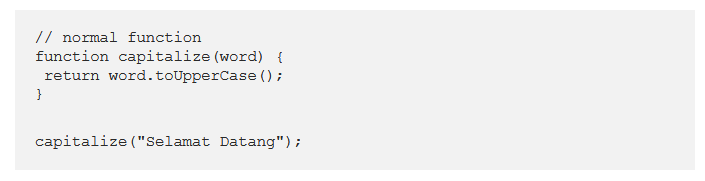 // normal function
function capitalize(word) {
 return word.toUpperCase();
}
capitalize("Selamat Datang");